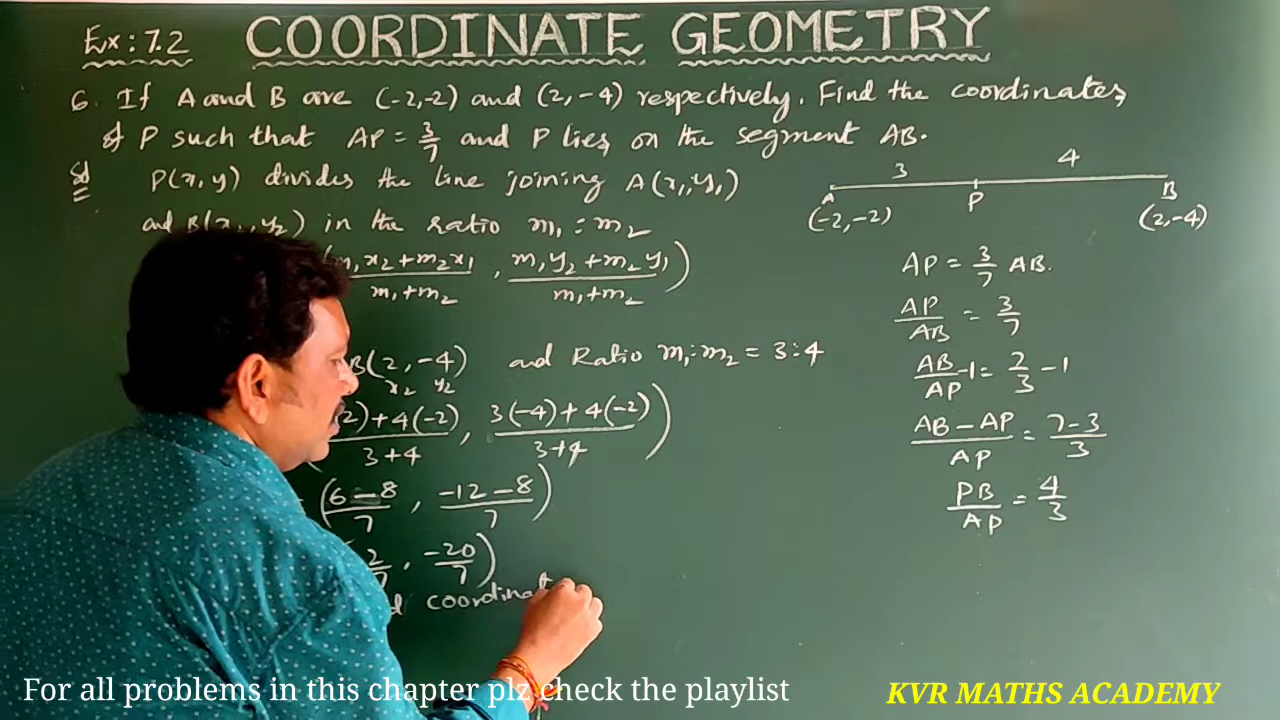 Ex: 7.2 COORDINATE GEOMETRY
6. If A and B are (-2,-2) and (2,-4) respectively. Find the coordinates
of P such that AP = 3/7 and P lies on the segment AB.
Sol P(x, y) divides the line joining A(x₁, y₁)
and B(x₂, y₂) in the ratio m₁ : m₂
(m₁x₂+m₂x₁/m₁+m₂ , m₁y₂+m₂y₁/m₁+m₂)
B(2, -4) and Ratio m₁:m₂ = 3:4
x₂ y₂
2)+4(-2)/3+4 , 3(-4)+4(-2)/3+4)
(6-8/7 , -12-8/7)
2/7 , -20/7)
coordinat
3 4
A P B
(-2,-2) (2,-4)
AP = 3/7 AB.
AP/AB = 3/7
AB/AP -1 = 2/3 -1
AB-AP/AP = 7-3/3
PB/AP = 4/3
For all problems in this chapter plz check the playlist
KVR MATHS ACADEMY